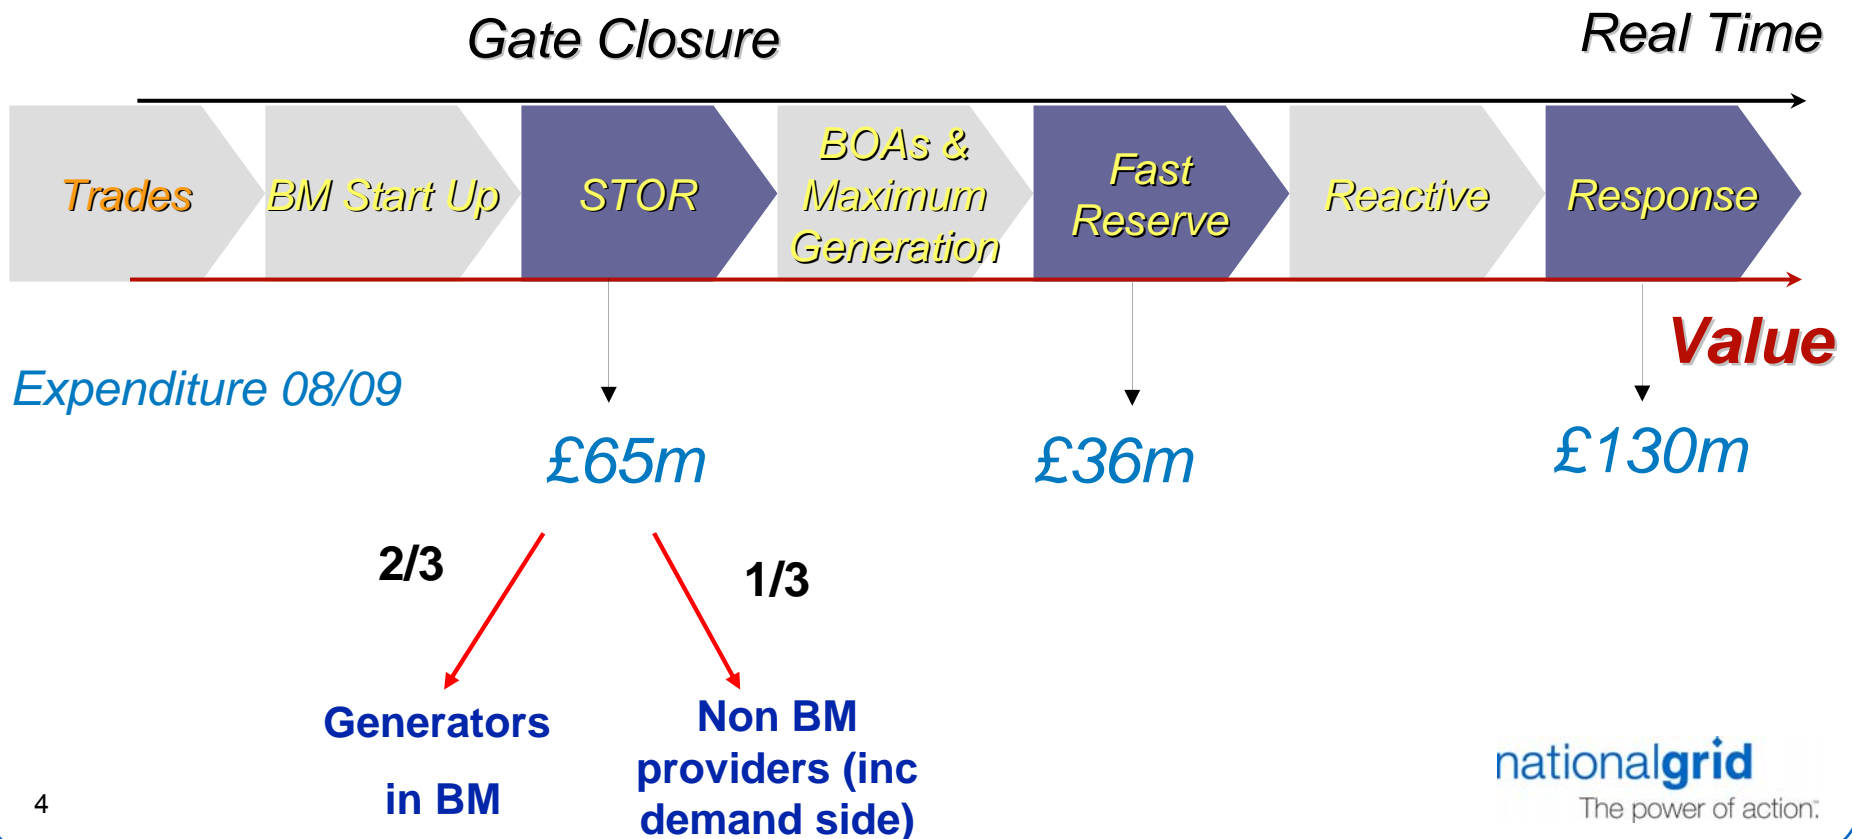 Gate Closure
Real Time
Trades
BM Start Up
STOR
BOAs &
Maximum
Generation
Fast
Reserve
Reactive
Response
Value
Expenditure 08/09
£65m
£36m
£130m
2/3
1/3
Generators
in BM
Non BM
providers (inc
demand side)
4
nationalgrid
The power of action.